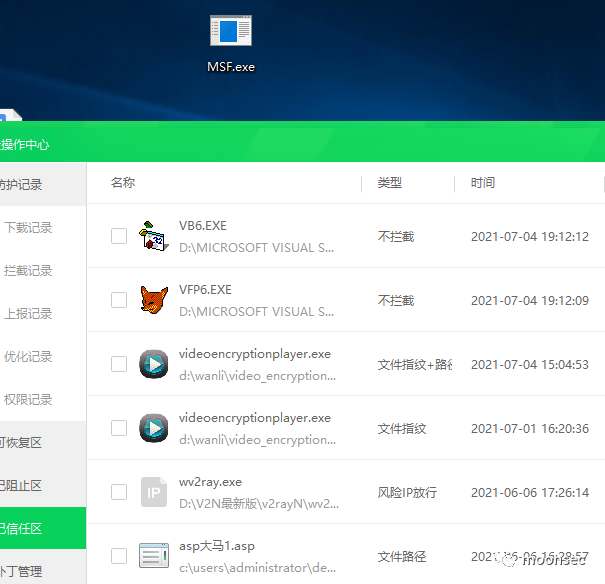 MSF.exe
操作中心
防护记录
下载记录
拦截记录
上报记录
优化记录
权限记录
可恢复区
已阻止区
已信任区
补丁管理
名称 类型 时间
VB6.EXE
D:\MICROSOFT VISUAL S...
不拦截 2021-07-04 19:12:12
VFP6.EXE
D:\MICROSOFT VISUAL S...
不拦截 2021-07-04 19:12:09
videoencryptionplayer.exe
d:\wanli\video_encryption...
文件指纹+路径 2021-07-04 15:04:53
videoencryptionplayer.exe
d:\wanli\video_encryption...
文件指纹 2021-07-01 16:20:36
IP
wv2ray.exe
D:\V2N最新版\v2rayN\wv2...
风险IP放行 2021-06-06 17:26:14
asp大马1.asp
c:\users\administrator\de...
文件路径 2021-06-06 16:29:57
moonsec